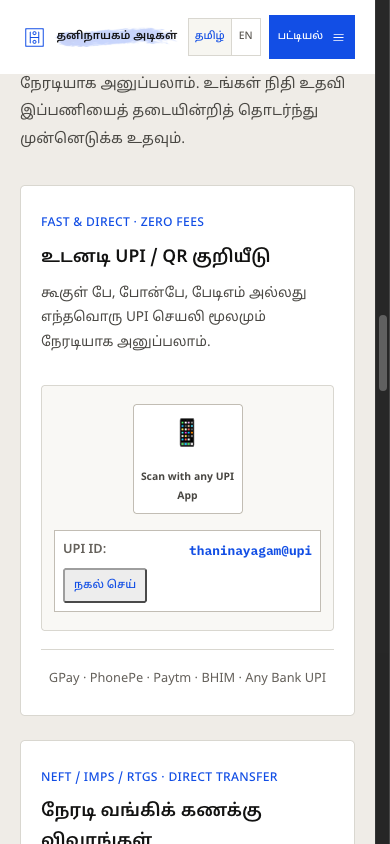 தனிநாயகம் அடிகள்
தமிழ்
EN
பட்டியல்
நேரடியாக அனுப்பலாம். உங்கள் நிதி உதவி
இப்பணியைத் தடையின்றித் தொடர்ந்து
முன்னெடுக்க உதவும்.
FAST & DIRECT · ZERO FEES
உடனடி UPI / QR குறியீடு
கூகுள் பே, போன்பே, பேடிஎம் அல்லது
எந்தவொரு UPI செயலி மூலமும்
நேரடியாக அனுப்பலாம்.
Scan with any UPI
App
UPI ID:
thaninayagam@upi
நகல் செய்
GPay · PhonePe · Paytm · BHIM · Any Bank UPI
NEFT / IMPS / RTGS · DIRECT TRANSFER
நேரடி வங்கிக் கணக்கு
விவரங்கள்